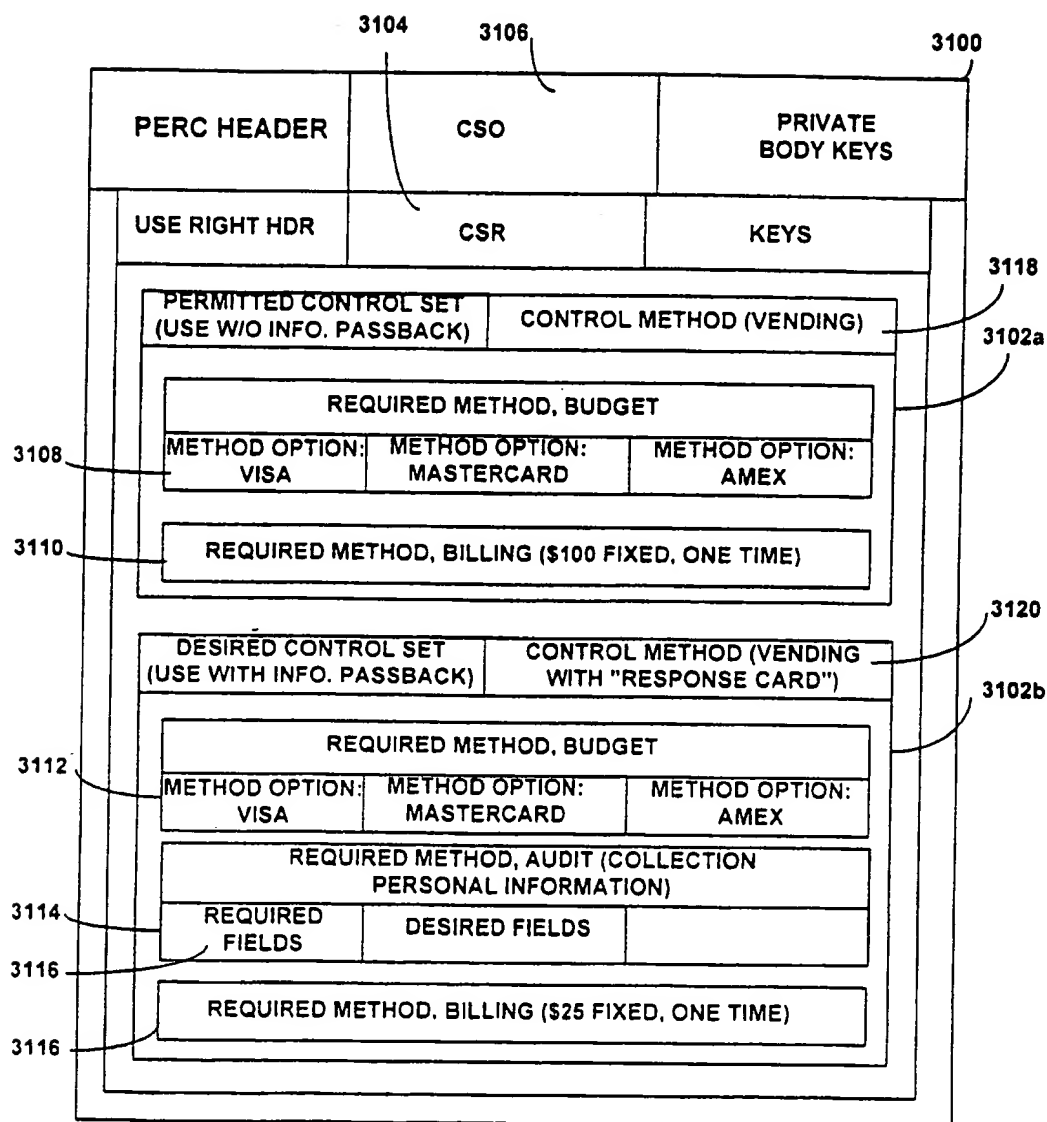 3104
3106
3100
PERC HEADER
CSO
PRIVATE
BODY KEYS
USE RIGHT HDR
CSR
KEYS
3118
PERMITTED CONTROL SET
(USE W/O INFO. PASSBACK)
CONTROL METHOD (VENDING)
3102a
REQUIRED METHOD, BUDGET
3108
METHOD OPTION:
VISA
METHOD OPTION:
MASTERCARD
METHOD OPTION:
AMEX
3110
REQUIRED METHOD, BILLING ($100 FIXED, ONE TIME)
3120
DESIRED CONTROL SET
(USE WITH INFO. PASSBACK)
CONTROL METHOD (VENDING
WITH "RESPONSE CARD")
3102b
REQUIRED METHOD, BUDGET
3112
METHOD OPTION:
VISA
METHOD OPTION:
MASTERCARD
METHOD OPTION:
AMEX
REQUIRED METHOD, AUDIT (COLLECTION
PERSONAL INFORMATION)
3114
REQUIRED
FIELDS
DESIRED FIELDS
3116
REQUIRED METHOD, BILLING ($25 FIXED, ONE TIME)
3116